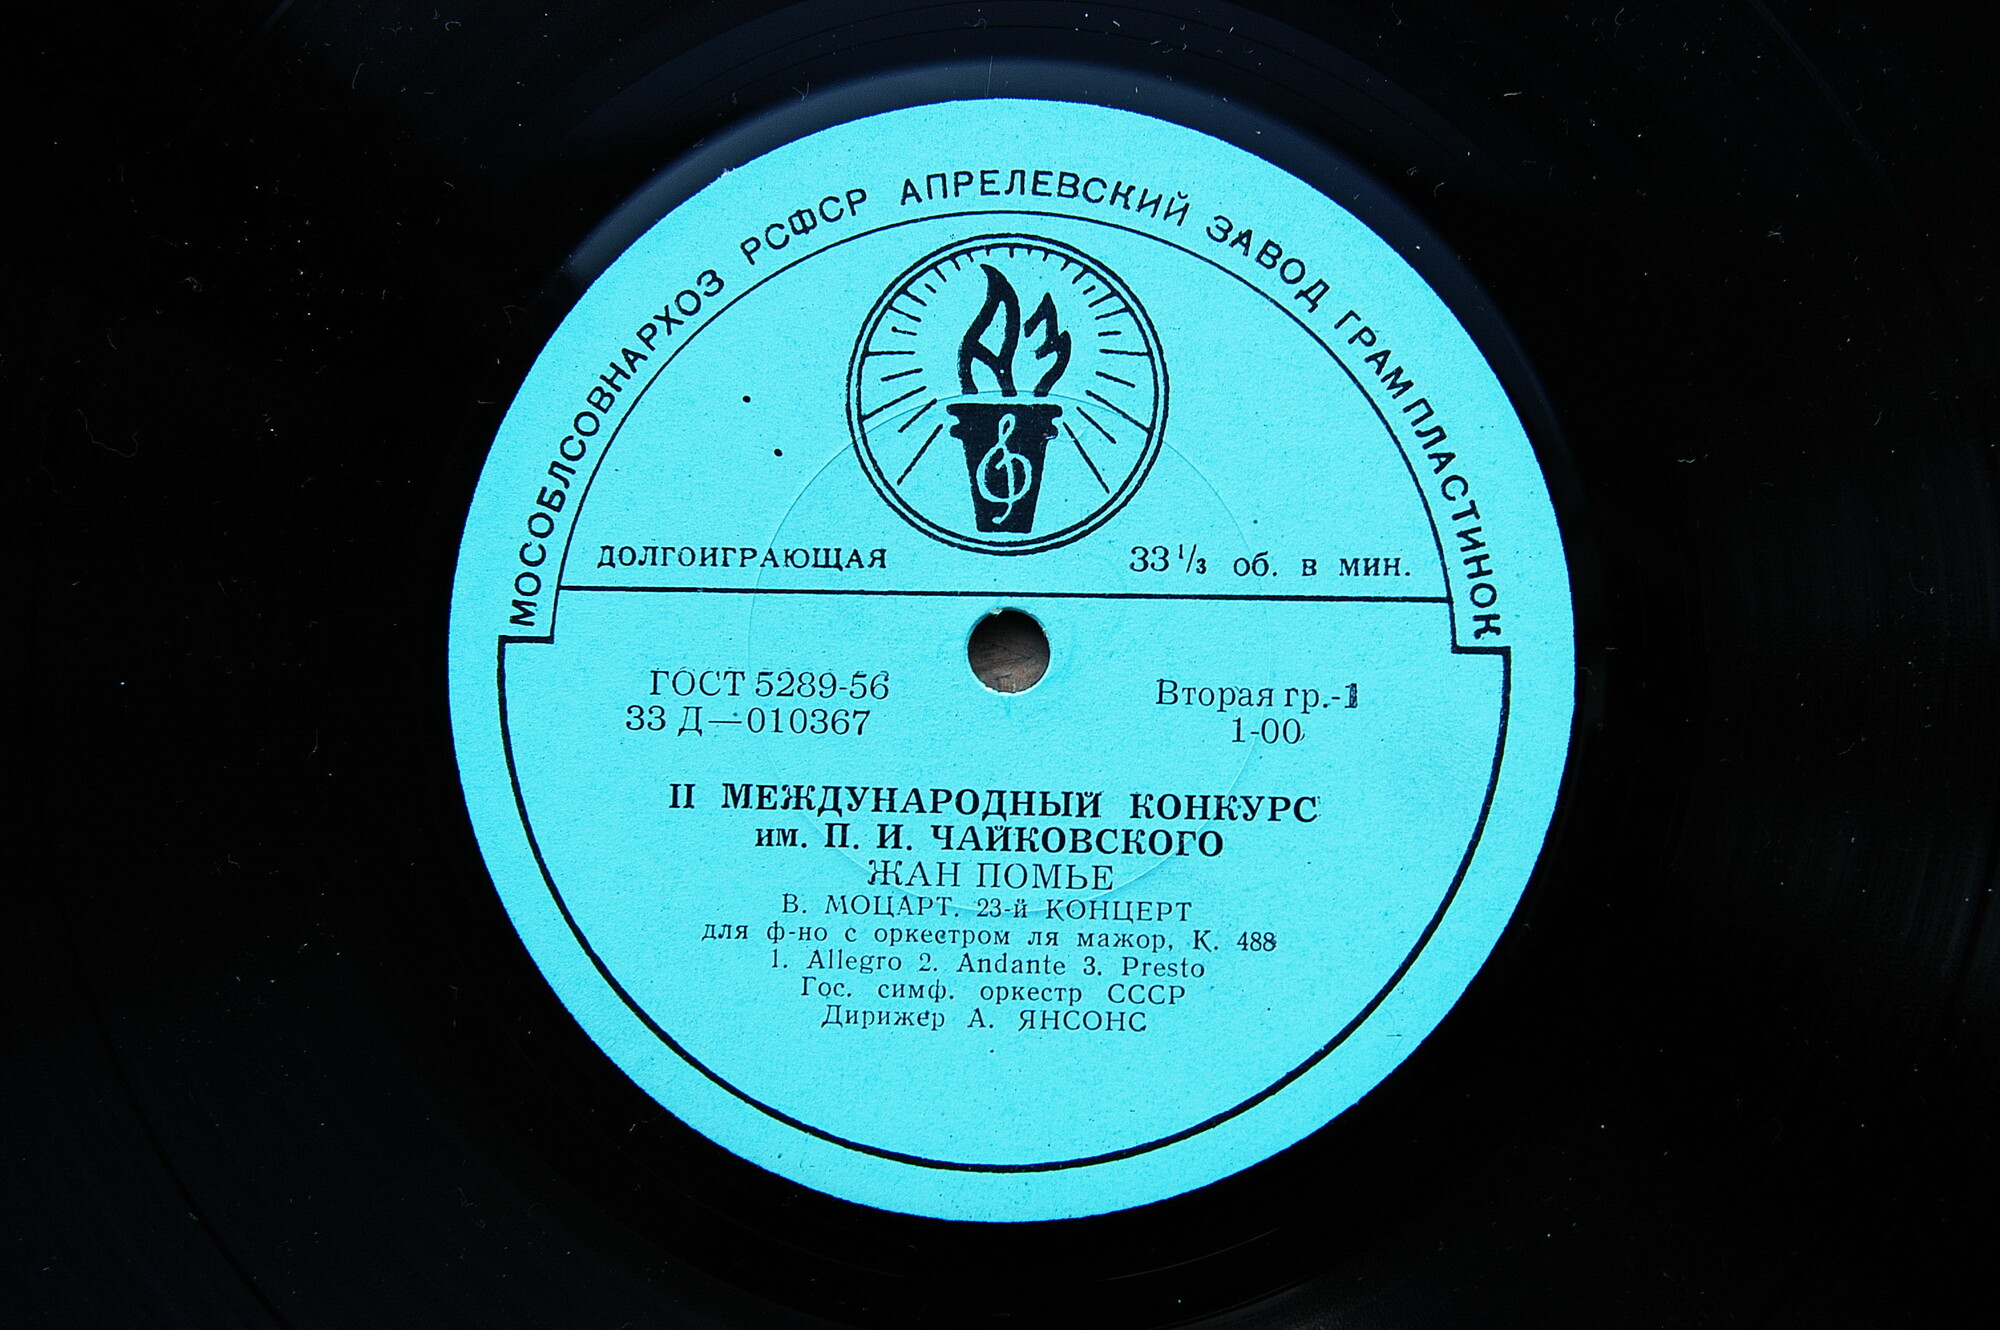 МОСОБЛСОВНАРХОЗ РСФСР АПРЕЛЕВСКИЙ ЗАВОД ГРАМПЛАСТИНОК
АЗ
ДОЛГОИГРАЮЩАЯ 33 1/3 об. в мин.
ГОСТ 5289-56 Вторая гр.-1
33 Д—010367 1-00
II МЕЖДУНАРОДНЫЙ КОНКУРС
им. П. И. ЧАЙКОВСКОГО
ЖАН ПОМЬЕ
В. МОЦАРТ. 23-й КОНЦЕРТ
для ф-но с оркестром ля мажор, К. 488
1. Allegro 2. Andante 3. Presto
Гос. симф. оркестр СССР
Дирижер А. ЯНСОНС